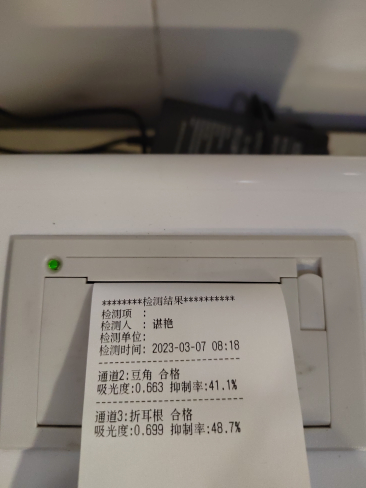 ********检测结果**********
检测项 :
检测人 : 谌艳
检测单位:
检测时间: 2023-03-07 08:18
--------------------------
通道2:豆角 合格
吸光度:0.663 抑制率:41.1%
--------------------------
通道3:折耳根 合格
吸光度:0.699 抑制率:48.7%